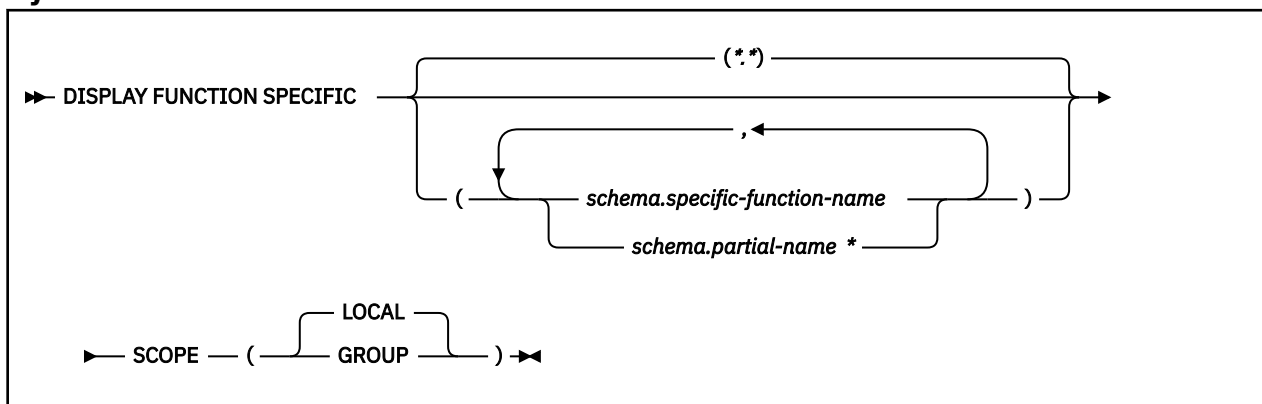 (*.*)
DISPLAY FUNCTION SPECIFIC
,
( schema.specific-function-name )
schema.partial-name *
LOCAL
SCOPE ( GROUP )